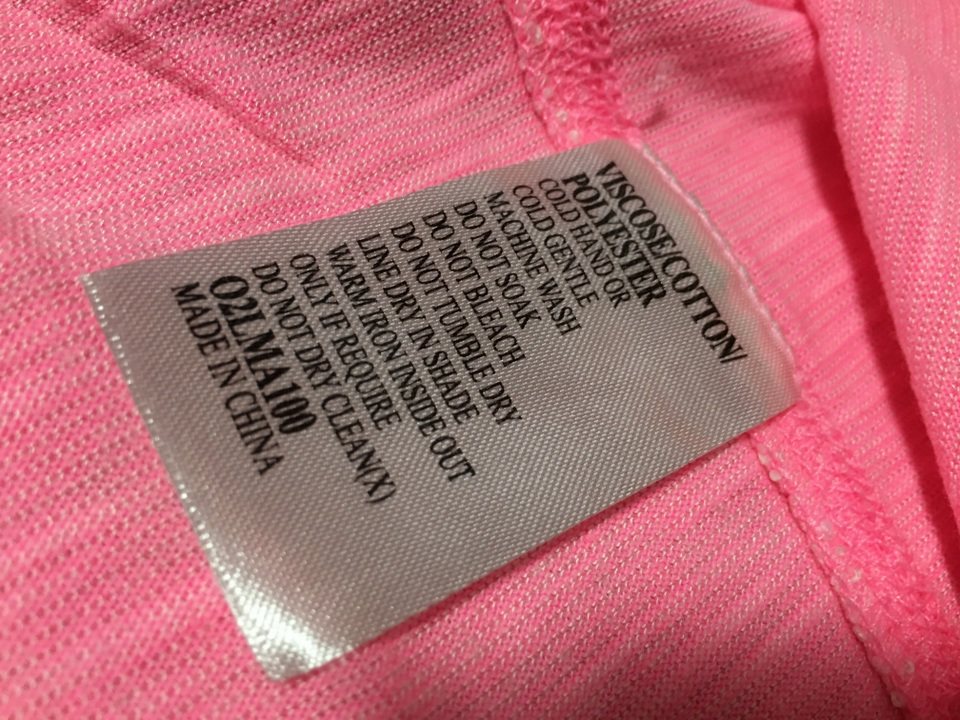 VISCOSE/COTTON/
POLYESTER
COLD HAND OR
COLD GENTLE
MACHINE WASH
DO NOT SOAK
DO NOT BLEACH
DO NOT TUMBLE DRY
LINE DRY IN SHADE
WARM IRON INSIDE OUT
ONLY IF REQUIRE
DO NOT DRY CLEAN(X)
O2LMA100
MADE IN CHINA